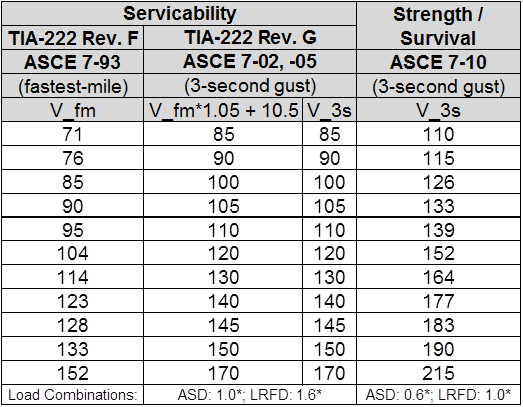 Servicability Strength / Survival
TIA-222 Rev. F TIA-222 Rev. G
ASCE 7-93 ASCE 7-02, -05 ASCE 7-10
(fastest-mile) (3-second gust) (3-second gust)
V_fm V_fm*1.05 + 10.5 V_3s V_3s
71 85 85 110
76 90 90 115
85 100 100 126
90 105 105 133
95 110 110 139
104 120 120 152
114 130 130 164
123 140 140 177
128 145 145 183
133 150 150 190
152 170 170 215
Load Combinations: ASD: 1.0*; LRFD: 1.6* ASD: 0.6*; LRFD: 1.0*